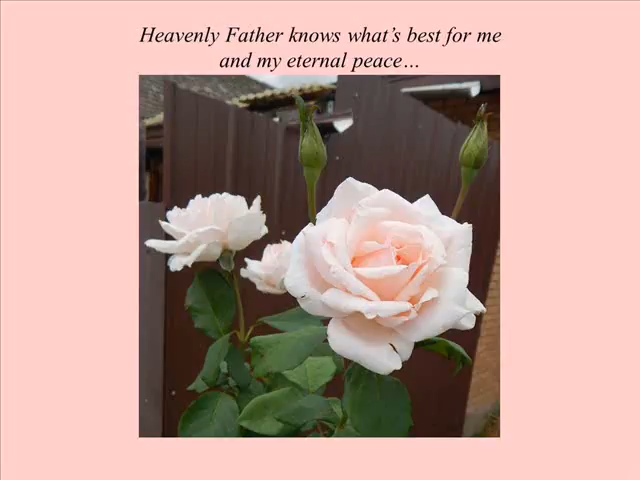 Heavenly Father knows what’s best for me
and my eternal peace…